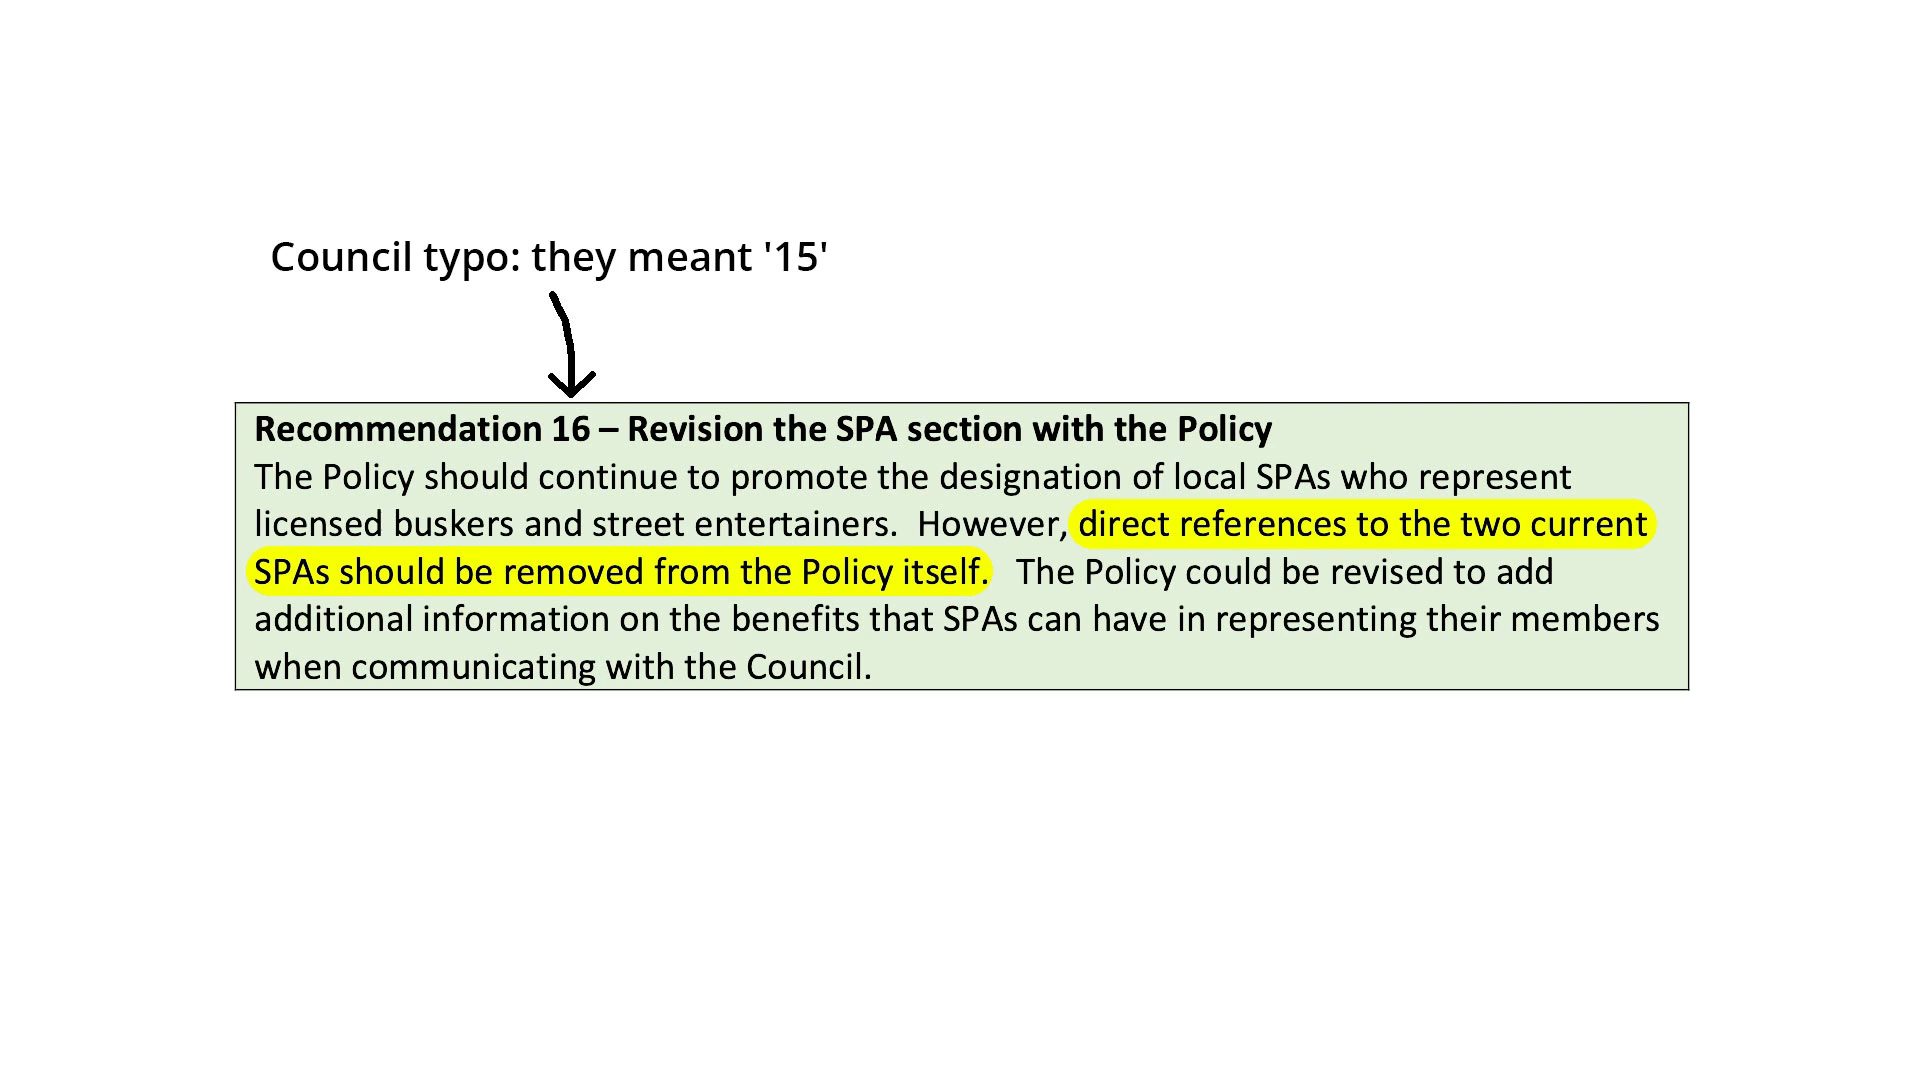 Council typo: they meant '15'
Recommendation 16 – Revision the SPA section with the Policy
The Policy should continue to promote the designation of local SPAs who represent
licensed buskers and street entertainers.  However, direct references to the two current
SPAs should be removed from the Policy itself.   The Policy could be revised to add
additional information on the benefits that SPAs can have in representing their members
when communicating with the Council.